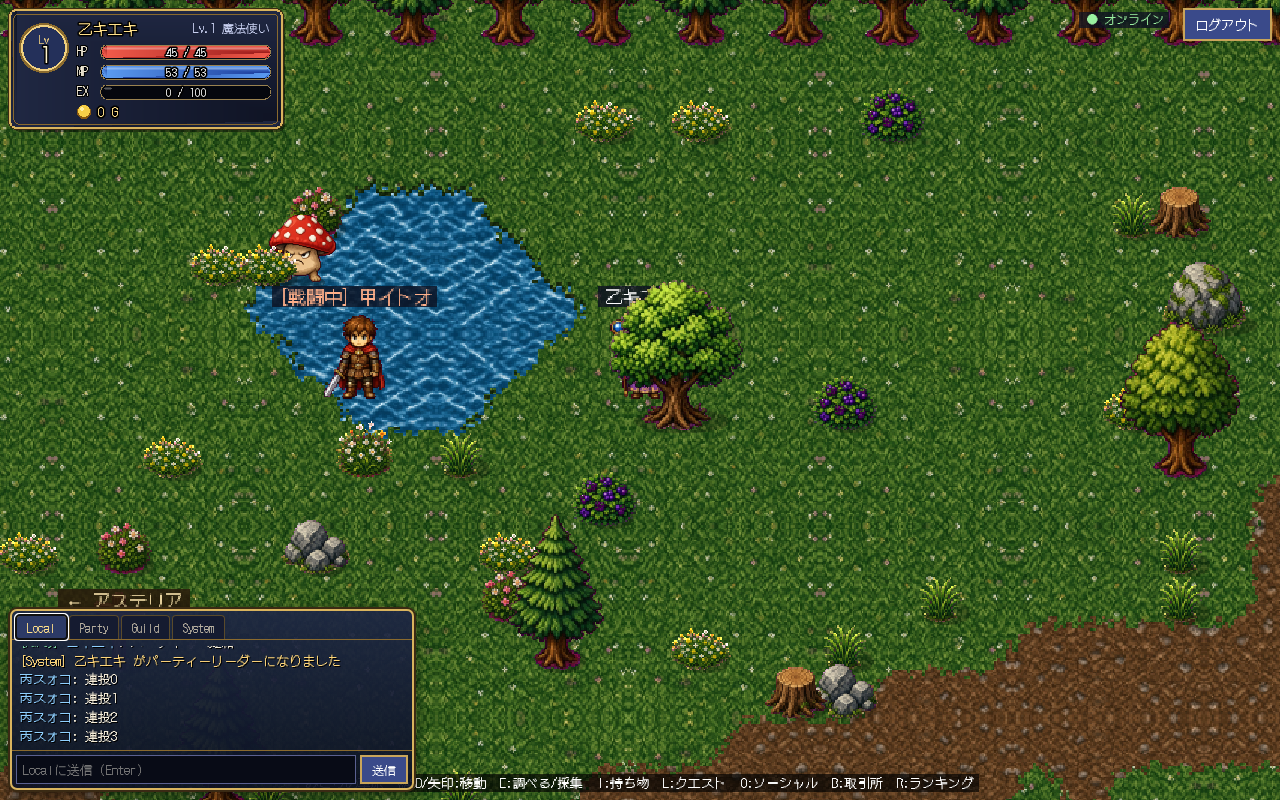 Lv
1
乙キエキ
Lv.1 魔法使い
HP
45 / 45
MP
53 / 53
EX
0 / 100
0 G
オンライン
ログアウト
[戦闘中] 甲イトオ
乙キ
← アステリア
Local Party Guild System
[System] 乙キエキ がパーティーリーダーになりました
丙スオコ: 連投0
丙スオコ: 連投1
丙スオコ: 連投2
丙スオコ: 連投3
Localに送信 (Enter)
送信
D/矢印:移動 E:調べる/採集 I:持ち物 L:クエスト O:ソーシャル B:取引所 R:ランキング